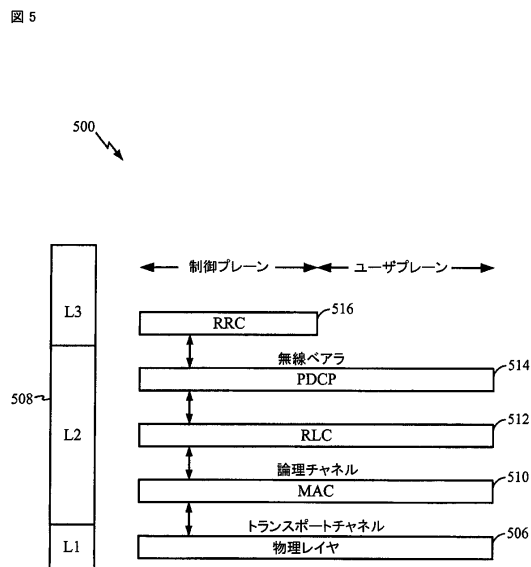 図 5
500
制御プレーン
ユーザプレーン
L3
RRC
516
無線ベアラ
PDCP
514
508
L2
RLC
512
論理チャネル
MAC
510
トランスポートチャネル
L1
物理レイヤ
506